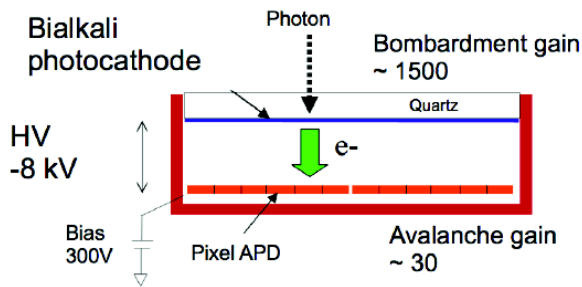 Photon
Bialkali
photocathode
Bombardment gain
~ 1500
Quartz
HV
-8 kV
e-
Bias
300V
Pixel APD
Avalanche gain
~ 30